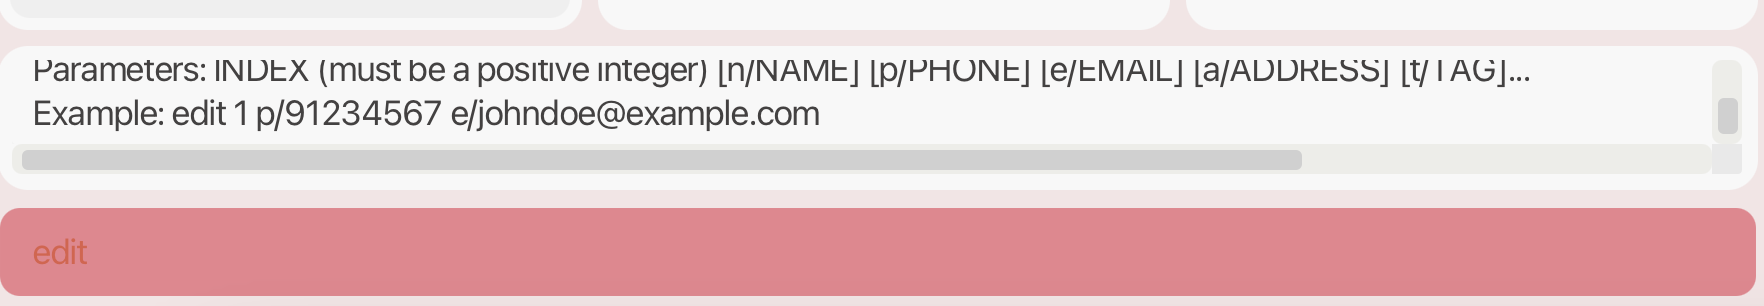 Parameters: INDEX (must be a positive integer) [n/NAME] [p/PHONE] [e/EMAIL] [a/ADDRESS] [t/TAG]...
Example: edit 1 p/91234567 e/johndoe@example.com
edit